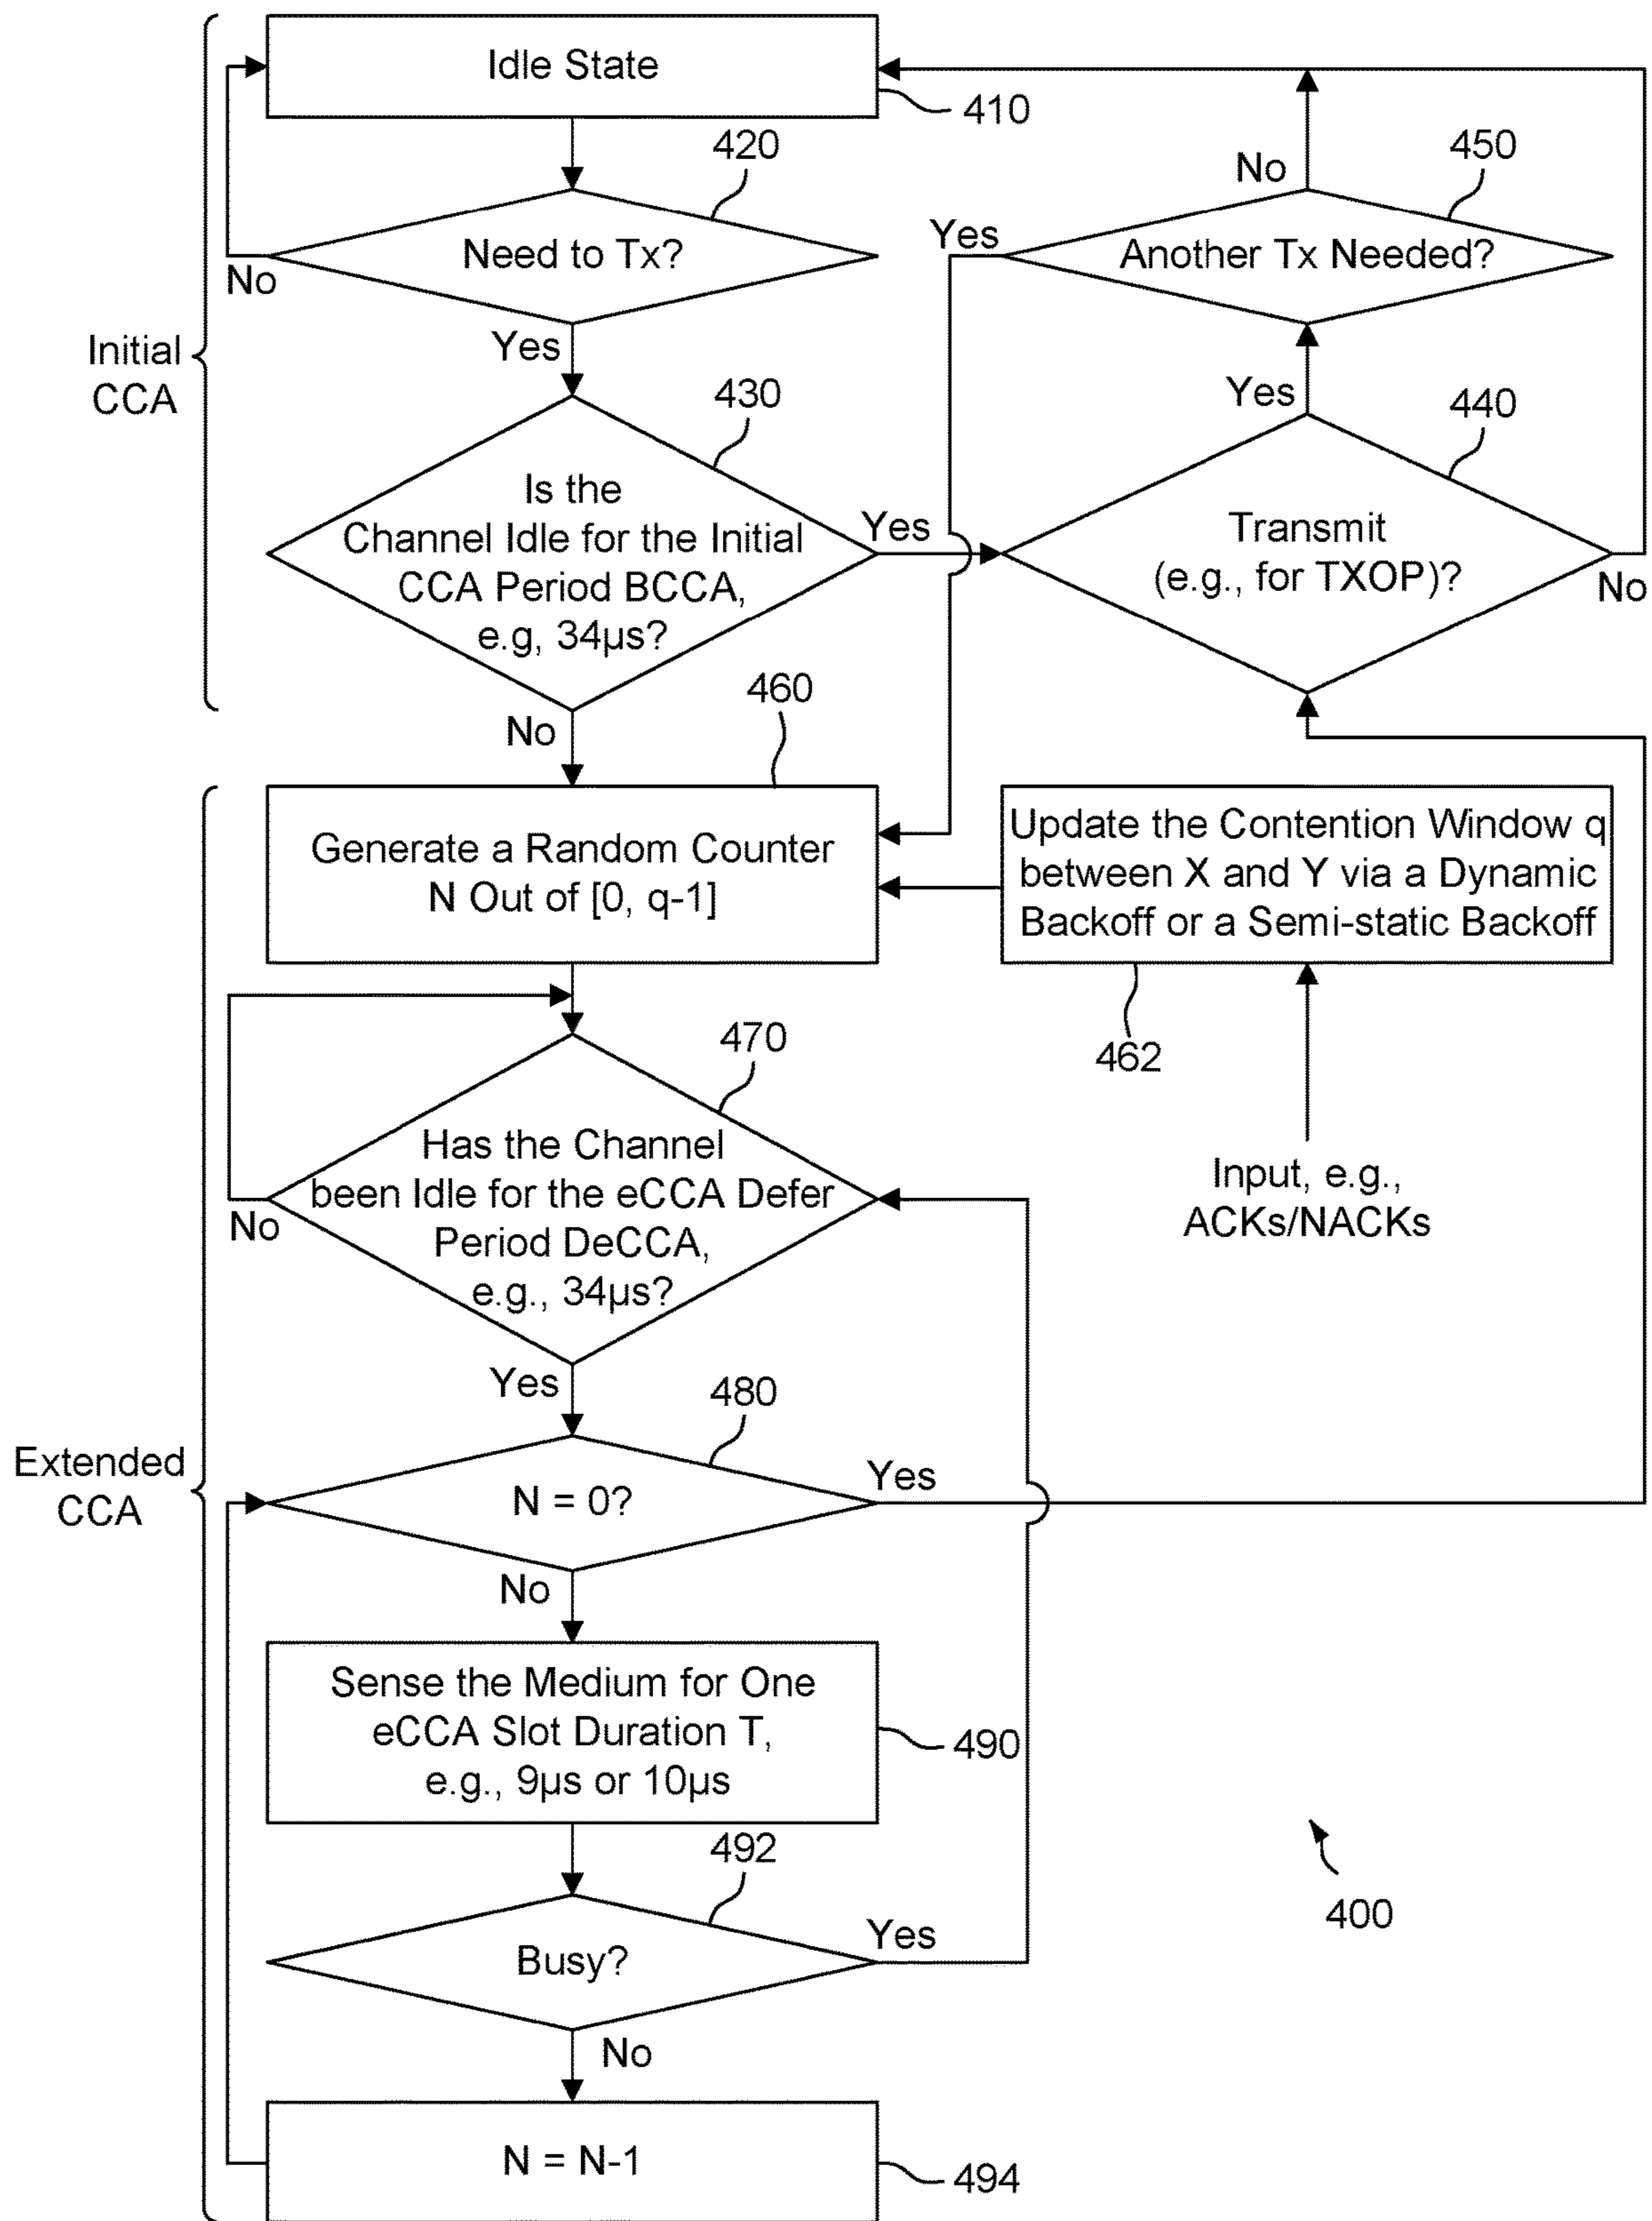 Idle State
410
420
Need to Tx?
No
Yes
Initial
CCA
430
Is the
Channel Idle for the Initial
CCA Period BCCA,
e.g, 34µs?
Yes
No
450
No
Yes
Another Tx Needed?
Yes
440
Transmit
(e.g., for TXOP)?
No
460
Generate a Random Counter
N Out of [0, q-1]
Update the Contention Window q
between X and Y via a Dynamic
Backoff or a Semi-static Backoff
462
Input, e.g.,
ACKs/NACKs
470
Has the Channel
been Idle for the eCCA Defer
Period DeCCA,
e.g., 34µs?
No
Yes
480
Extended
CCA
N = 0?
Yes
No
Sense the Medium for One
eCCA Slot Duration T,
e.g., 9µs or 10µs
490
492
Busy?
Yes
No
400
N = N-1
494